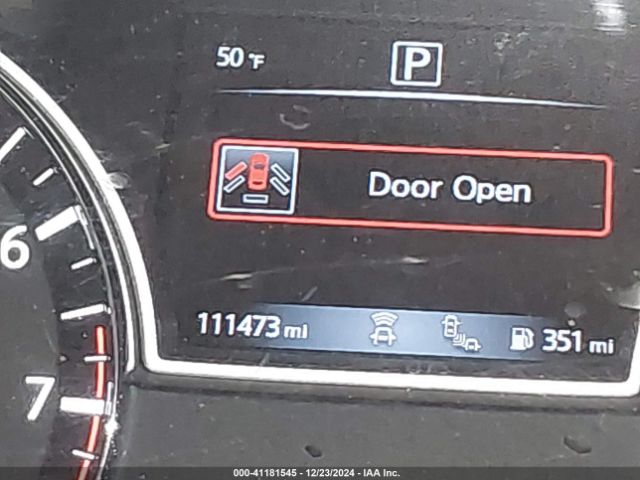 50 °F
P
Door Open
6
111473 mi
351 mi
7
000-41181545 - 12/23/2024 - IAA Inc.